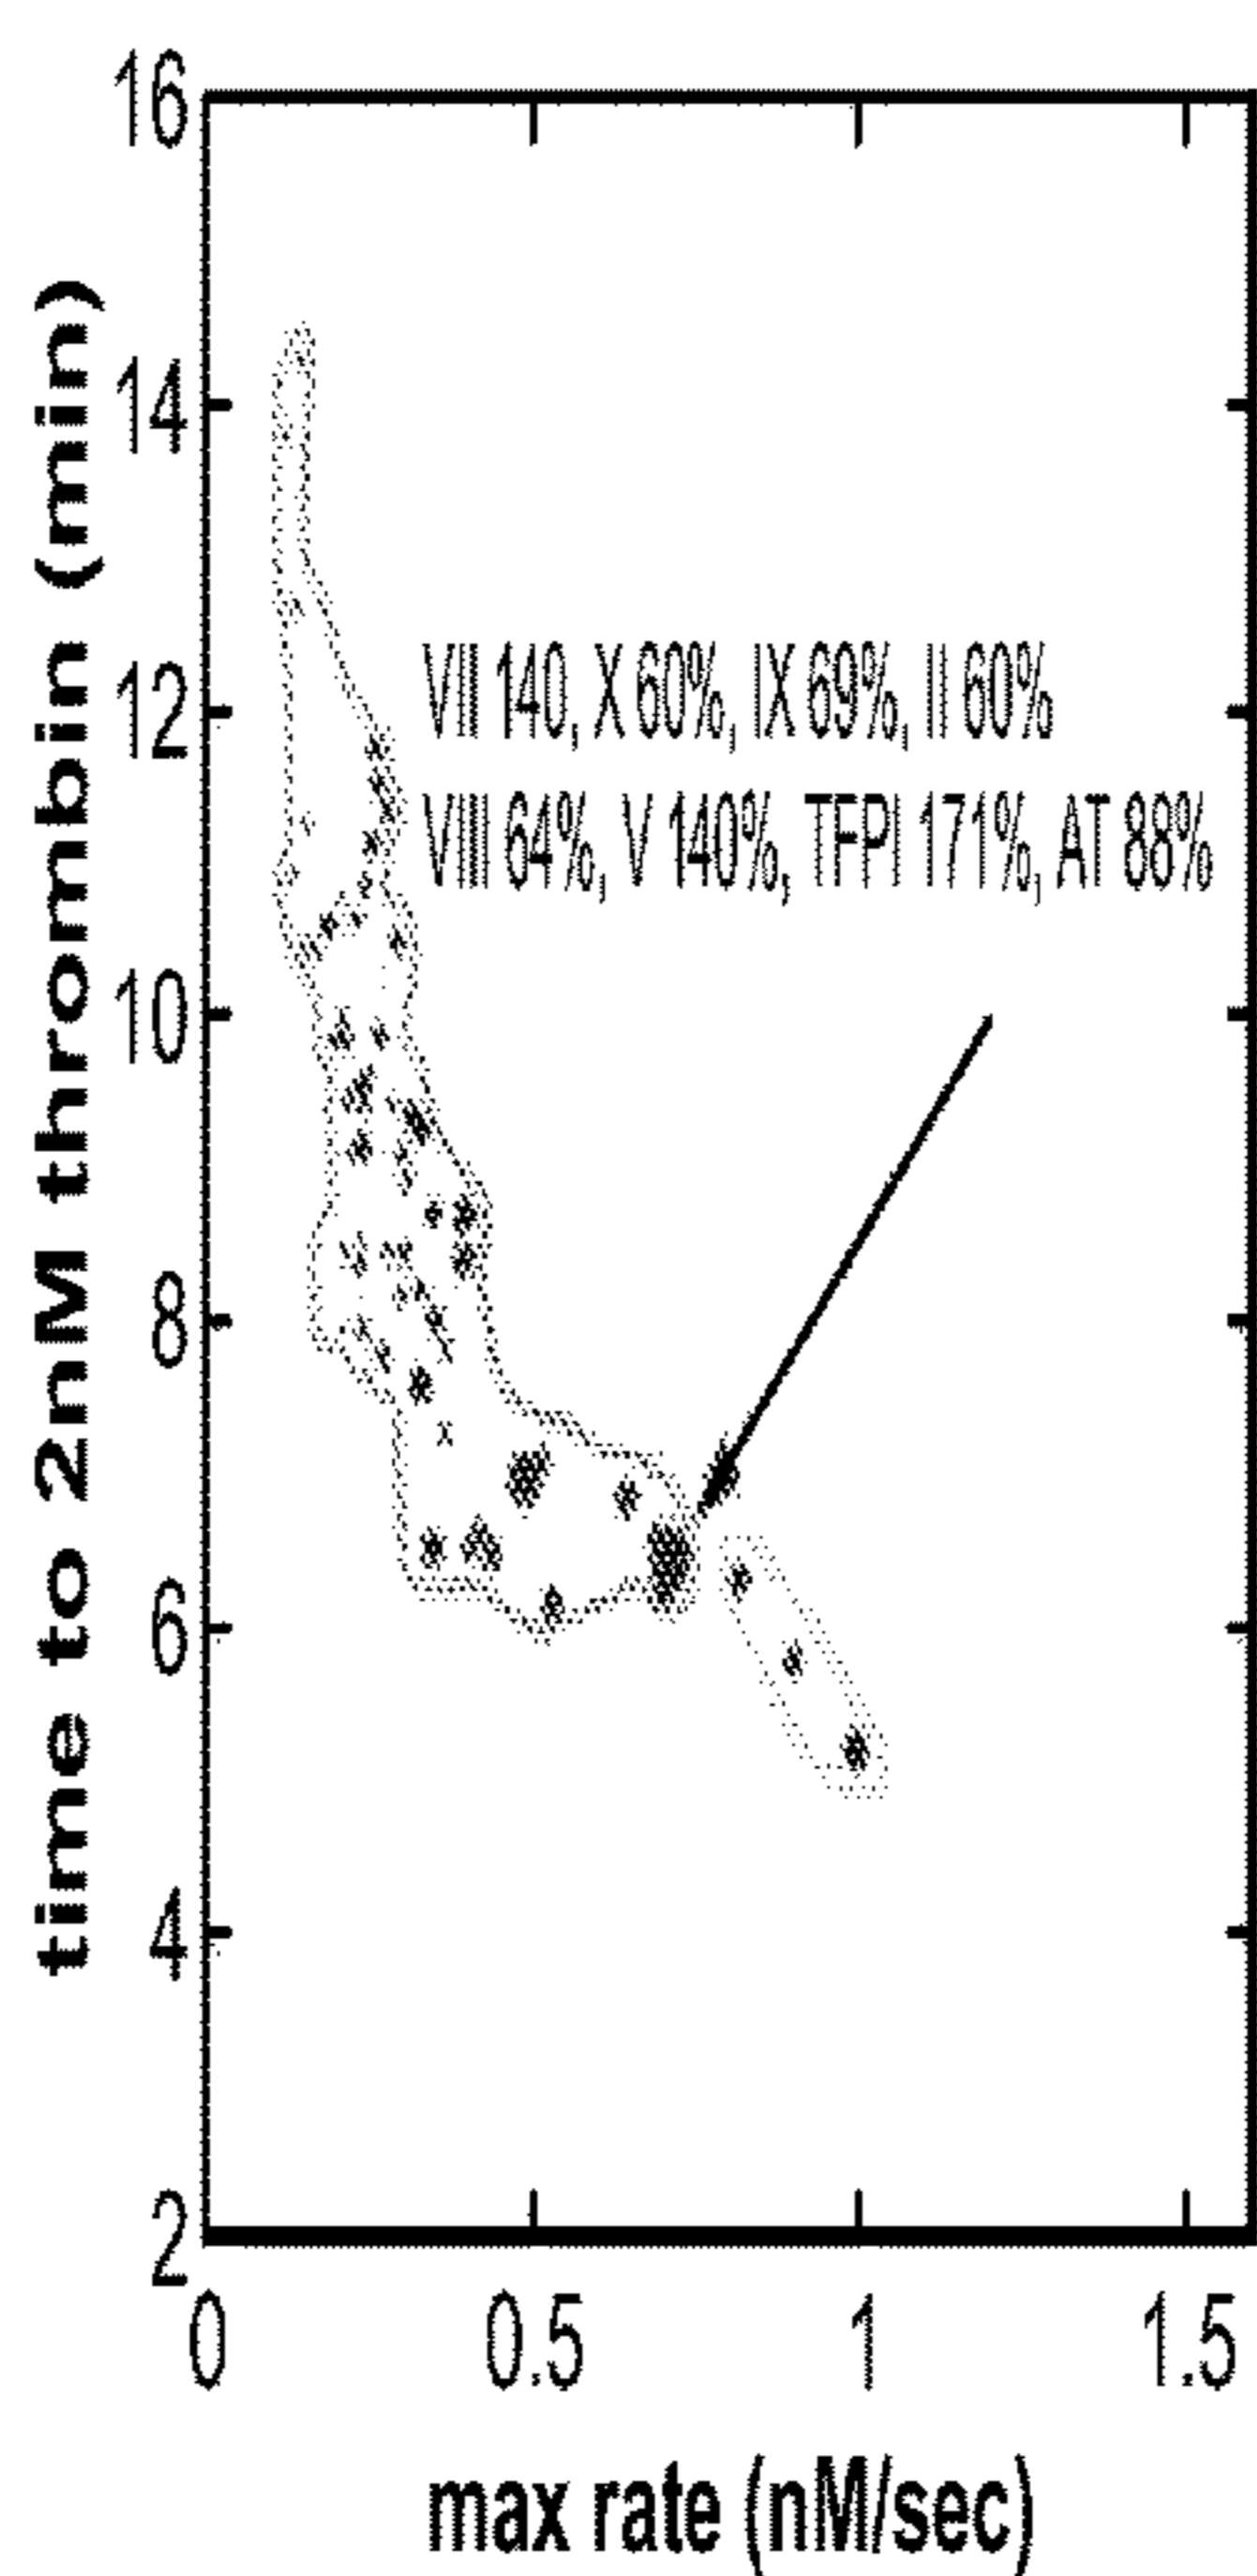 16
14
12
10
8
6
4
2
time to 2nM thrombin (min)
VII 140, X 60%, IX 69%, II 60%
VIII 64%, V 140%, TFPI 171%, AT 88%
0 0.5 1 1.5
max rate (nM/sec)